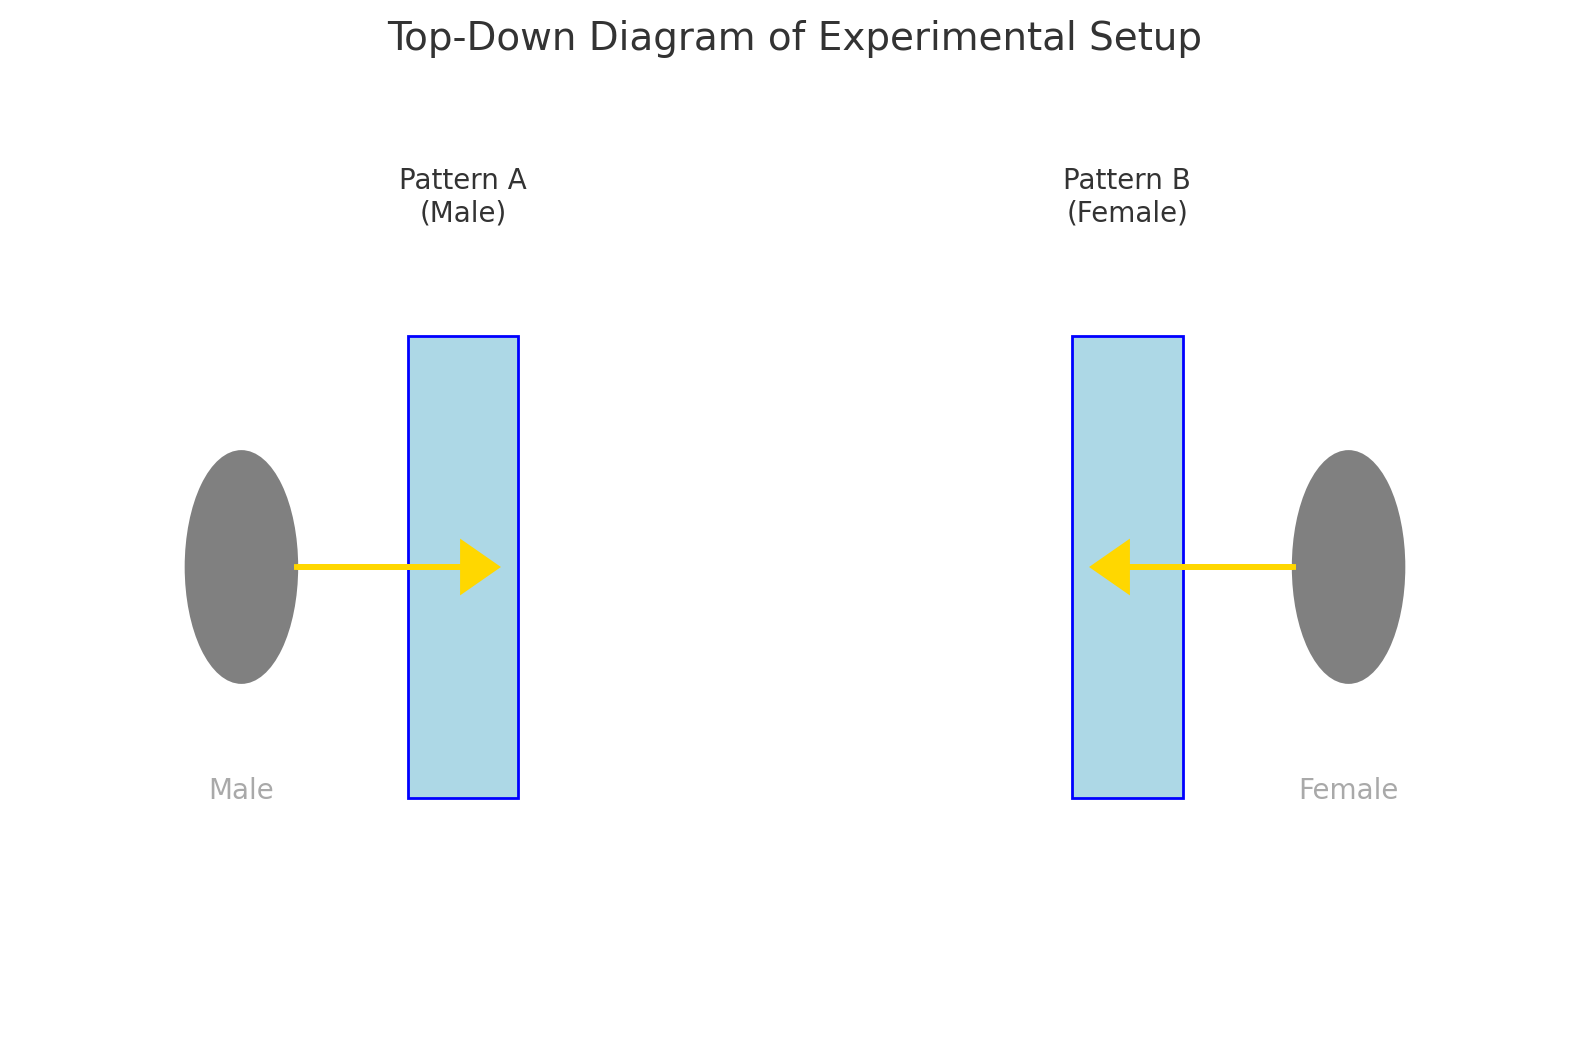 Top-Down Diagram of Experimental Setup
Pattern A
(Male)
Pattern B
(Female)
Male
Female